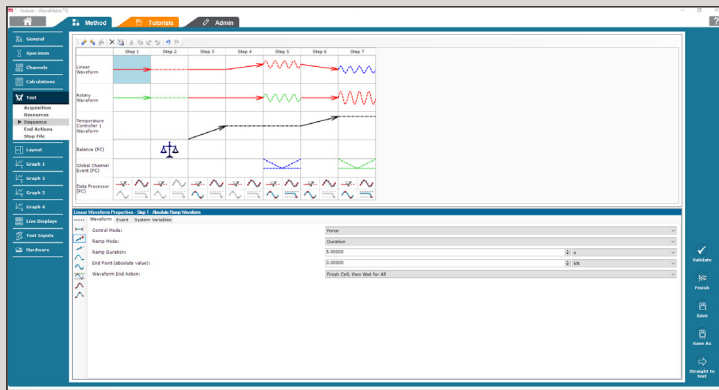 Instron - WaveMatrix™2
Method
Tutorials
Admin
?
General
Specimen
Channels
Calculations
Test
Acquisition
Resources
Sequence
End Actions
Stop File
Layout
Graph 1
Graph 2
Graph 3
Graph 4
Live Displays
Test Inputs
Hardware
Step 1 Step 2 Step 3 Step 4 Step 5 Step 6 Step 7
Linear
Waveform
Rotary
Waveform
Temperature
Controller 1
Waveform
Balance (PC)
Global Channel
Event (PC)
Data Processor
(PC)
Linear Waveform Properties - Step 1 - Absolute Ramp Waveform
Waveform Event System Variables
Control Mode: Force
Ramp Mode: Duration
Ramp Duration: 5.00000 s
End Point (absolute value): 0.00000 kN
Waveform End Action: Finish Cell, then Wait for All
Validate
Finish
Save
Save As
Straight to
test